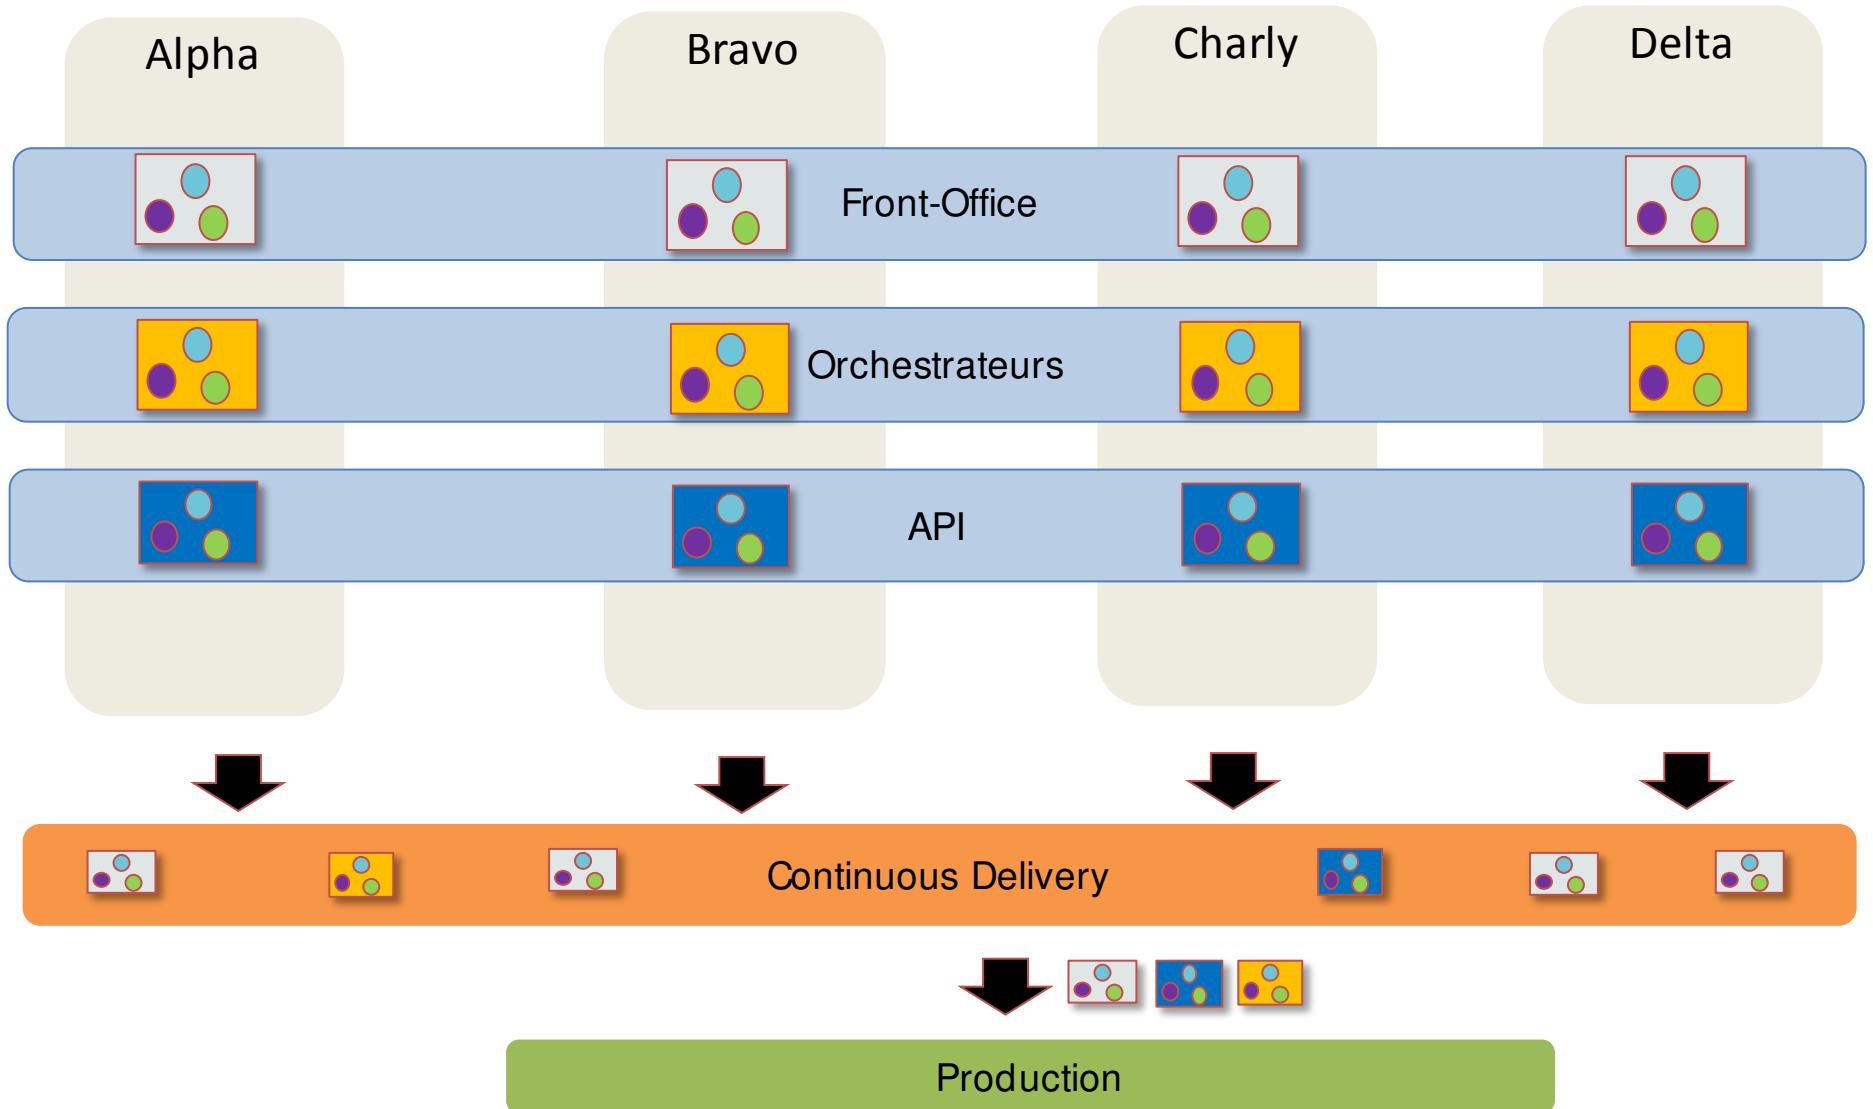 Alpha
Bravo
Charly
Delta
Front-Office
Orchestrateurs
API
Continuous Delivery
Production